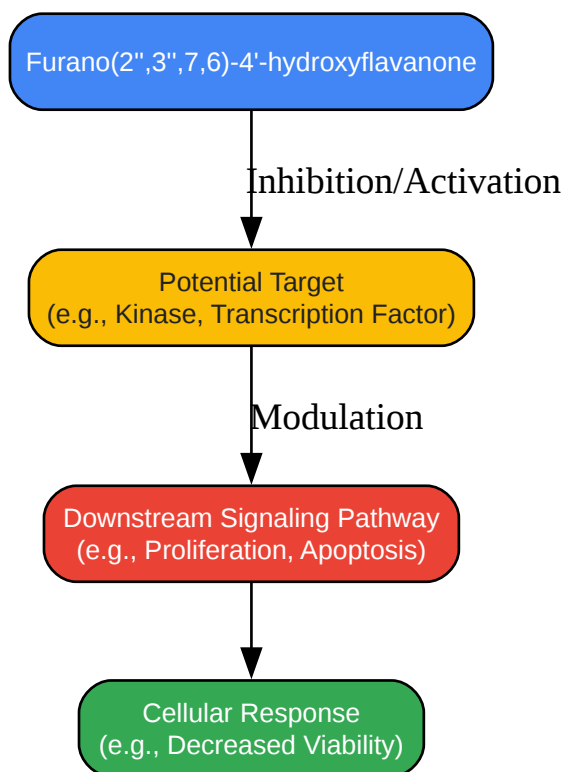 Furano(2'',3'',7,6)-4'-hydroxyflavanone
Inhibition/Activation
Potential Target
(e.g., Kinase, Transcription Factor)
Modulation
Downstream Signaling Pathway
(e.g., Proliferation, Apoptosis)
Cellular Response
(e.g., Decreased Viability)